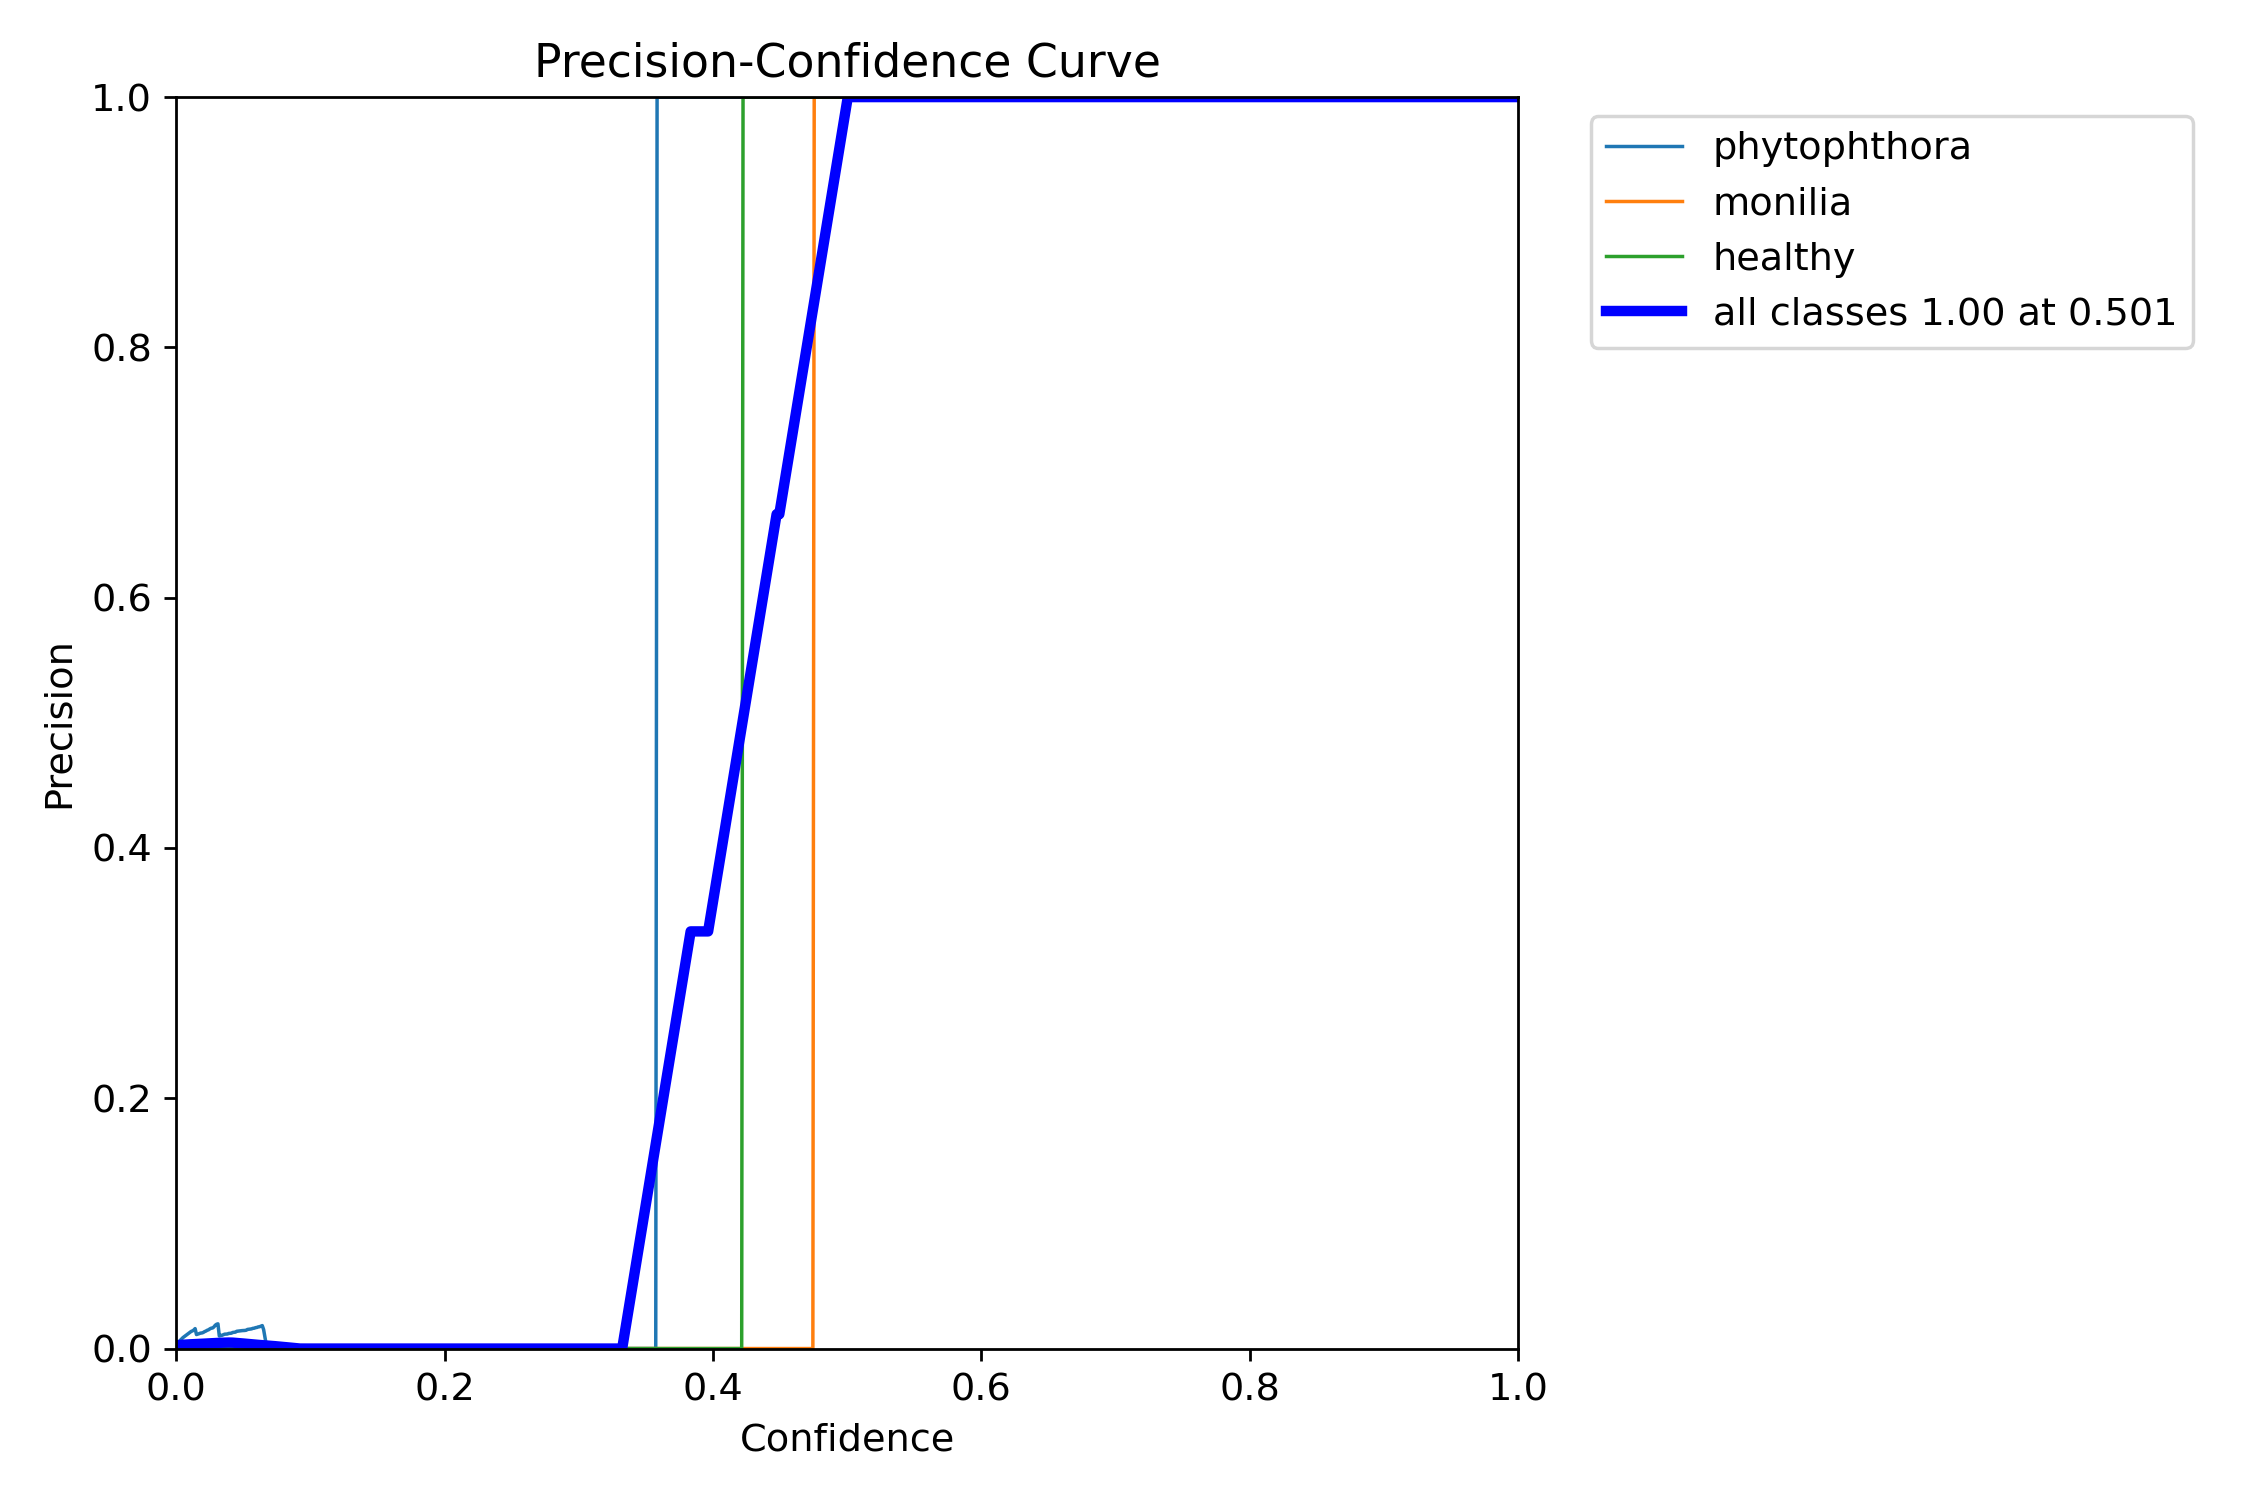 Precision-Confidence Curve
1.0
0.8
0.6
0.4
0.2
0.0
Precision
0.0 0.2 0.4 0.6 0.8 1.0
Confidence
phytophthora
monilia
healthy
all classes 1.00 at 0.501